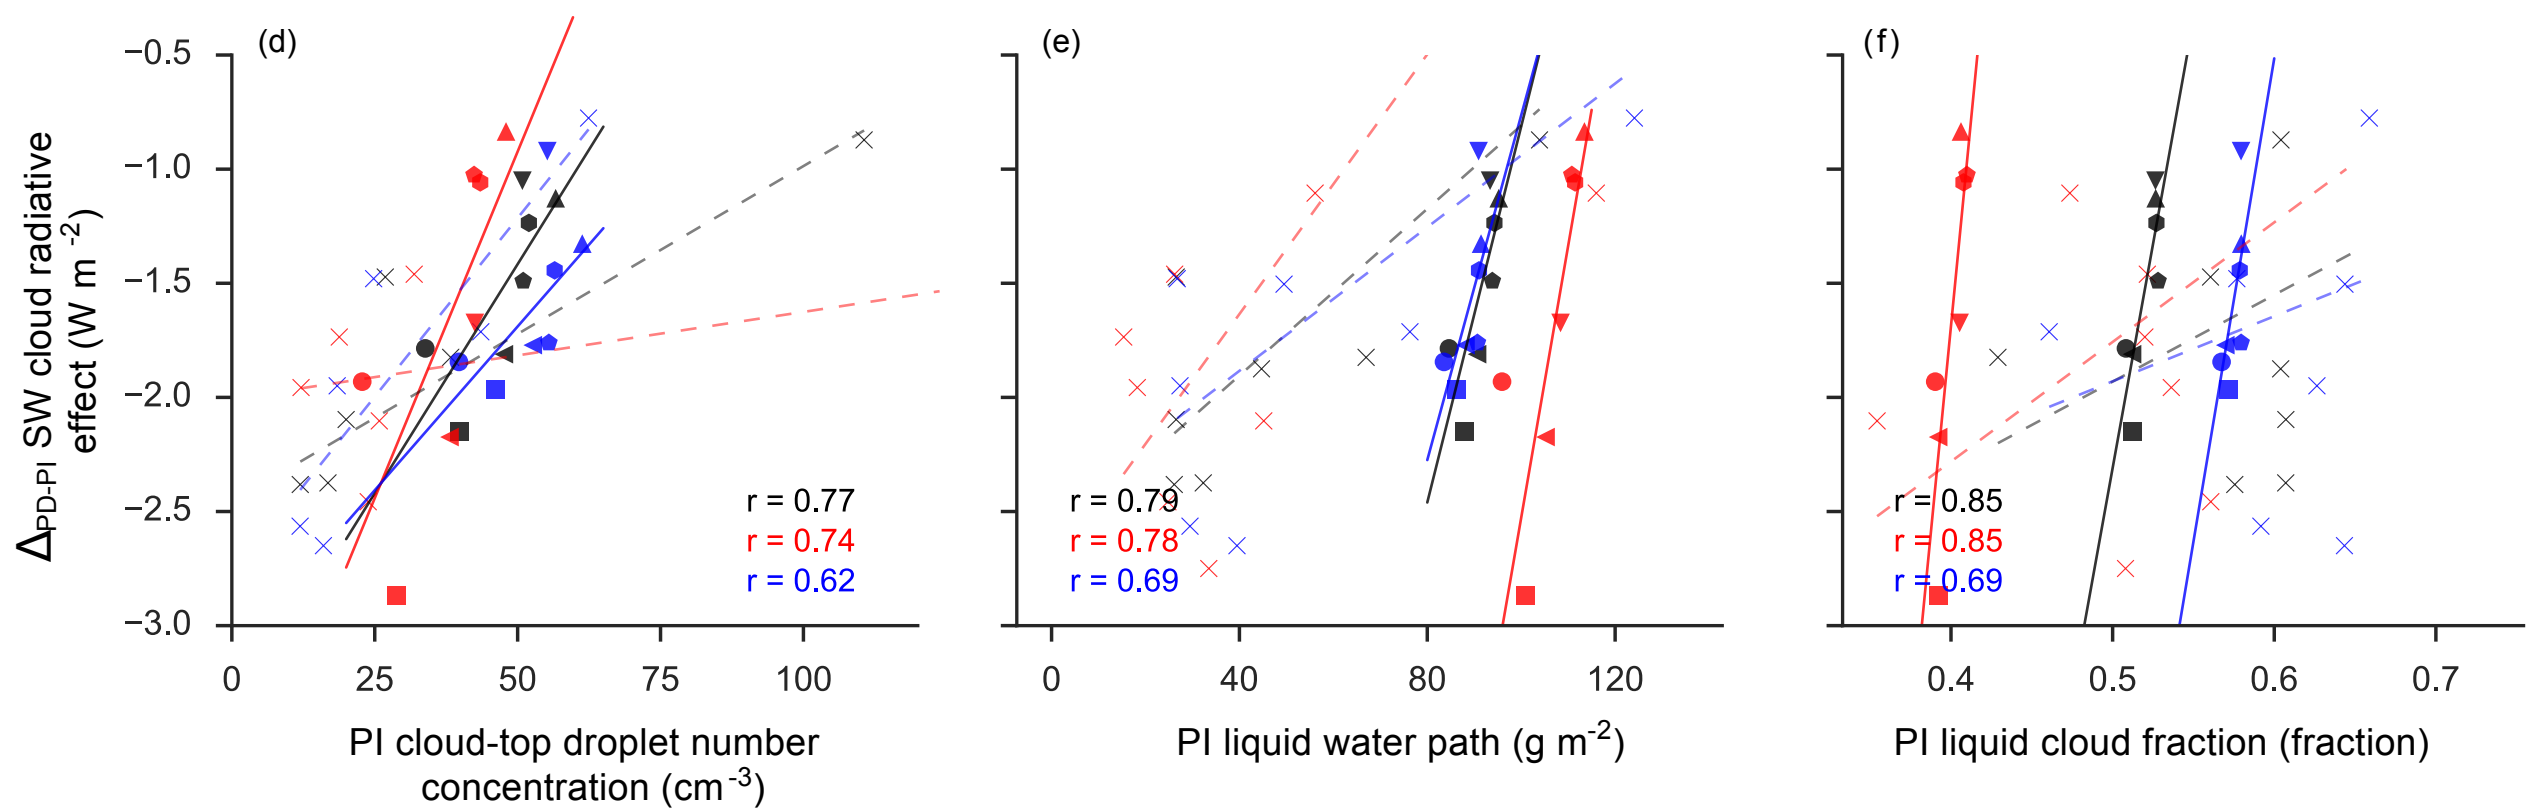 (d)
(e)
(f)
−0.5
−1.0
−1.5
−2.0
−2.5
−3.0
ΔPD-PI SW cloud radiative
effect (W m-2)
r = 0.77
r = 0.74
r = 0.62
r = 0.79
r = 0.78
r = 0.69
r = 0.85
r = 0.85
r = 0.69
0 25 50 75 100
0 40 80 120
0.4 0.5 0.6 0.7
PI cloud-top droplet number
concentration (cm-3)
PI liquid water path (g m-2)
PI liquid cloud fraction (fraction)